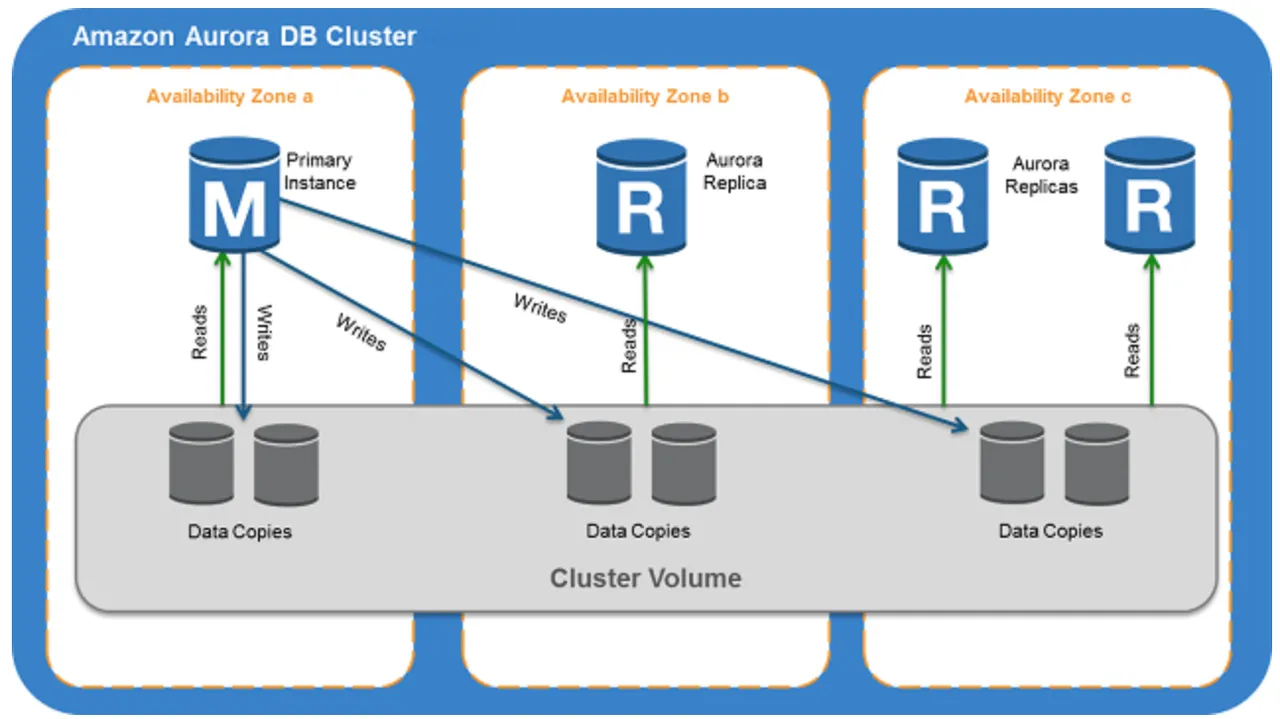 Amazon Aurora DB Cluster
Availability Zone a
Availability Zone b
Availability Zone c
M
Primary
Instance
R
Aurora
Replica
R
Aurora
Replicas
R
Reads
Writes
Writes
Writes
Reads
Reads
Reads
Data Copies
Data Copies
Data Copies
Cluster Volume